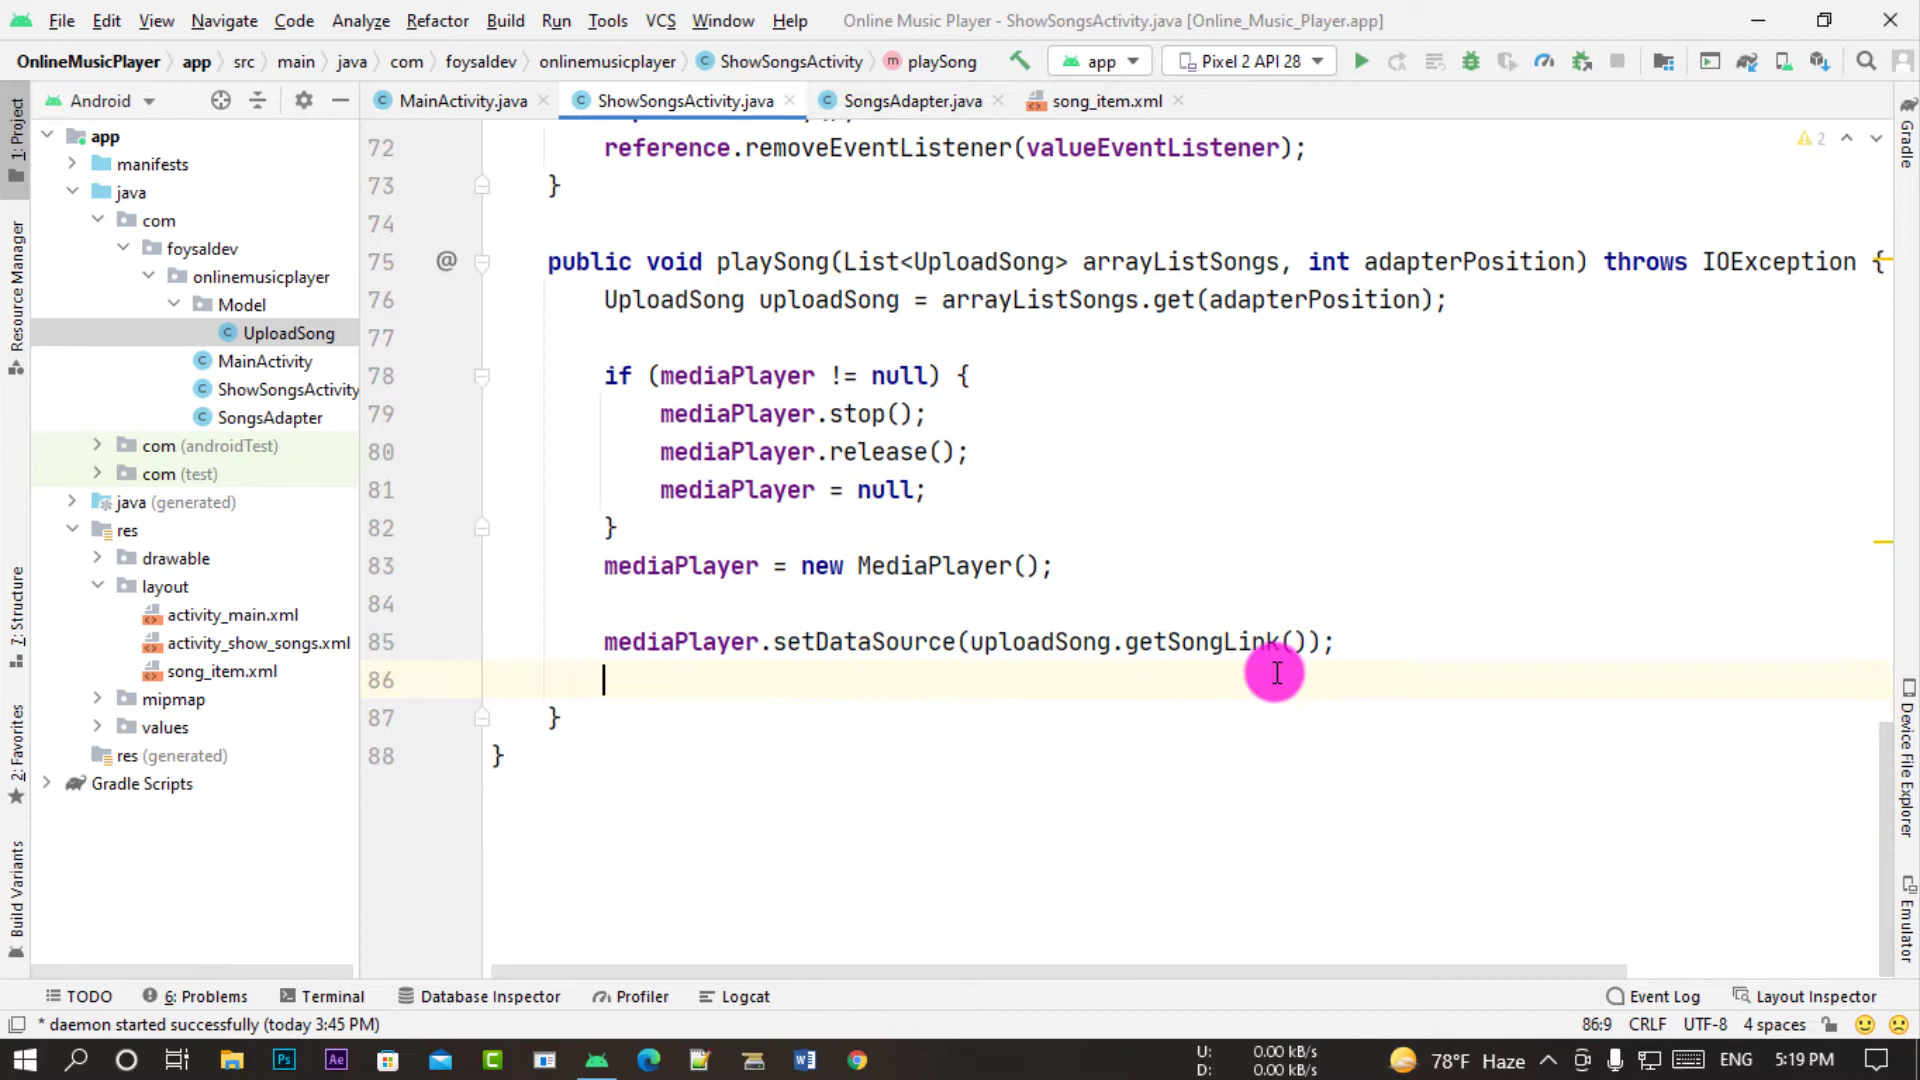 File Edit View Navigate Code Analyze Refactor Build Run Tools VCS Window Help Online Music Player - ShowSongsActivity.java [Online_Music_Player.app]
OnlineMusicPlayer app src main java com foysaldev onlinemusicplayer ShowSongsActivity playSong app Pixel 2 API 28
Android MainActivity.java ShowSongsActivity.java SongsAdapter.java song_item.xml
1: Project
Resource Manager
7: Structure
2: Favorites
Build Variants
app
manifests
java
com
foysaldev
onlinemusicplayer
Model
UploadSong
MainActivity
ShowSongsActivity
SongsAdapter
com (androidTest)
com (test)
java (generated)
res
drawable
layout
activity_main.xml
activity_show_songs.xml
song_item.xml
mipmap
values
res (generated)
Gradle Scripts
2
72 reference.removeEventListener(valueEventListener);
73 }
74
75 @ public void playSong(List<UploadSong> arrayListSongs, int adapterPosition) throws IOException {
76 UploadSong uploadSong = arrayListSongs.get(adapterPosition);
77
78 if (mediaPlayer != null) {
79 mediaPlayer.stop();
80 mediaPlayer.release();
81 mediaPlayer = null;
82 }
83 mediaPlayer = new MediaPlayer();
84
85 mediaPlayer.setDataSource(uploadSong.getSongLink());
86
87 }
88 }
Gradle
Device File Explorer
Emulator
TODO 6: Problems Terminal Database Inspector Profiler Logcat Event Log Layout Inspector
* daemon started successfully (today 3:45 PM) 86:9 CRLF UTF-8 4 spaces
Ps Ae C W
U: 0.00 kB/s
D: 0.00 kB/s
78°F Haze ENG 5:19 PM